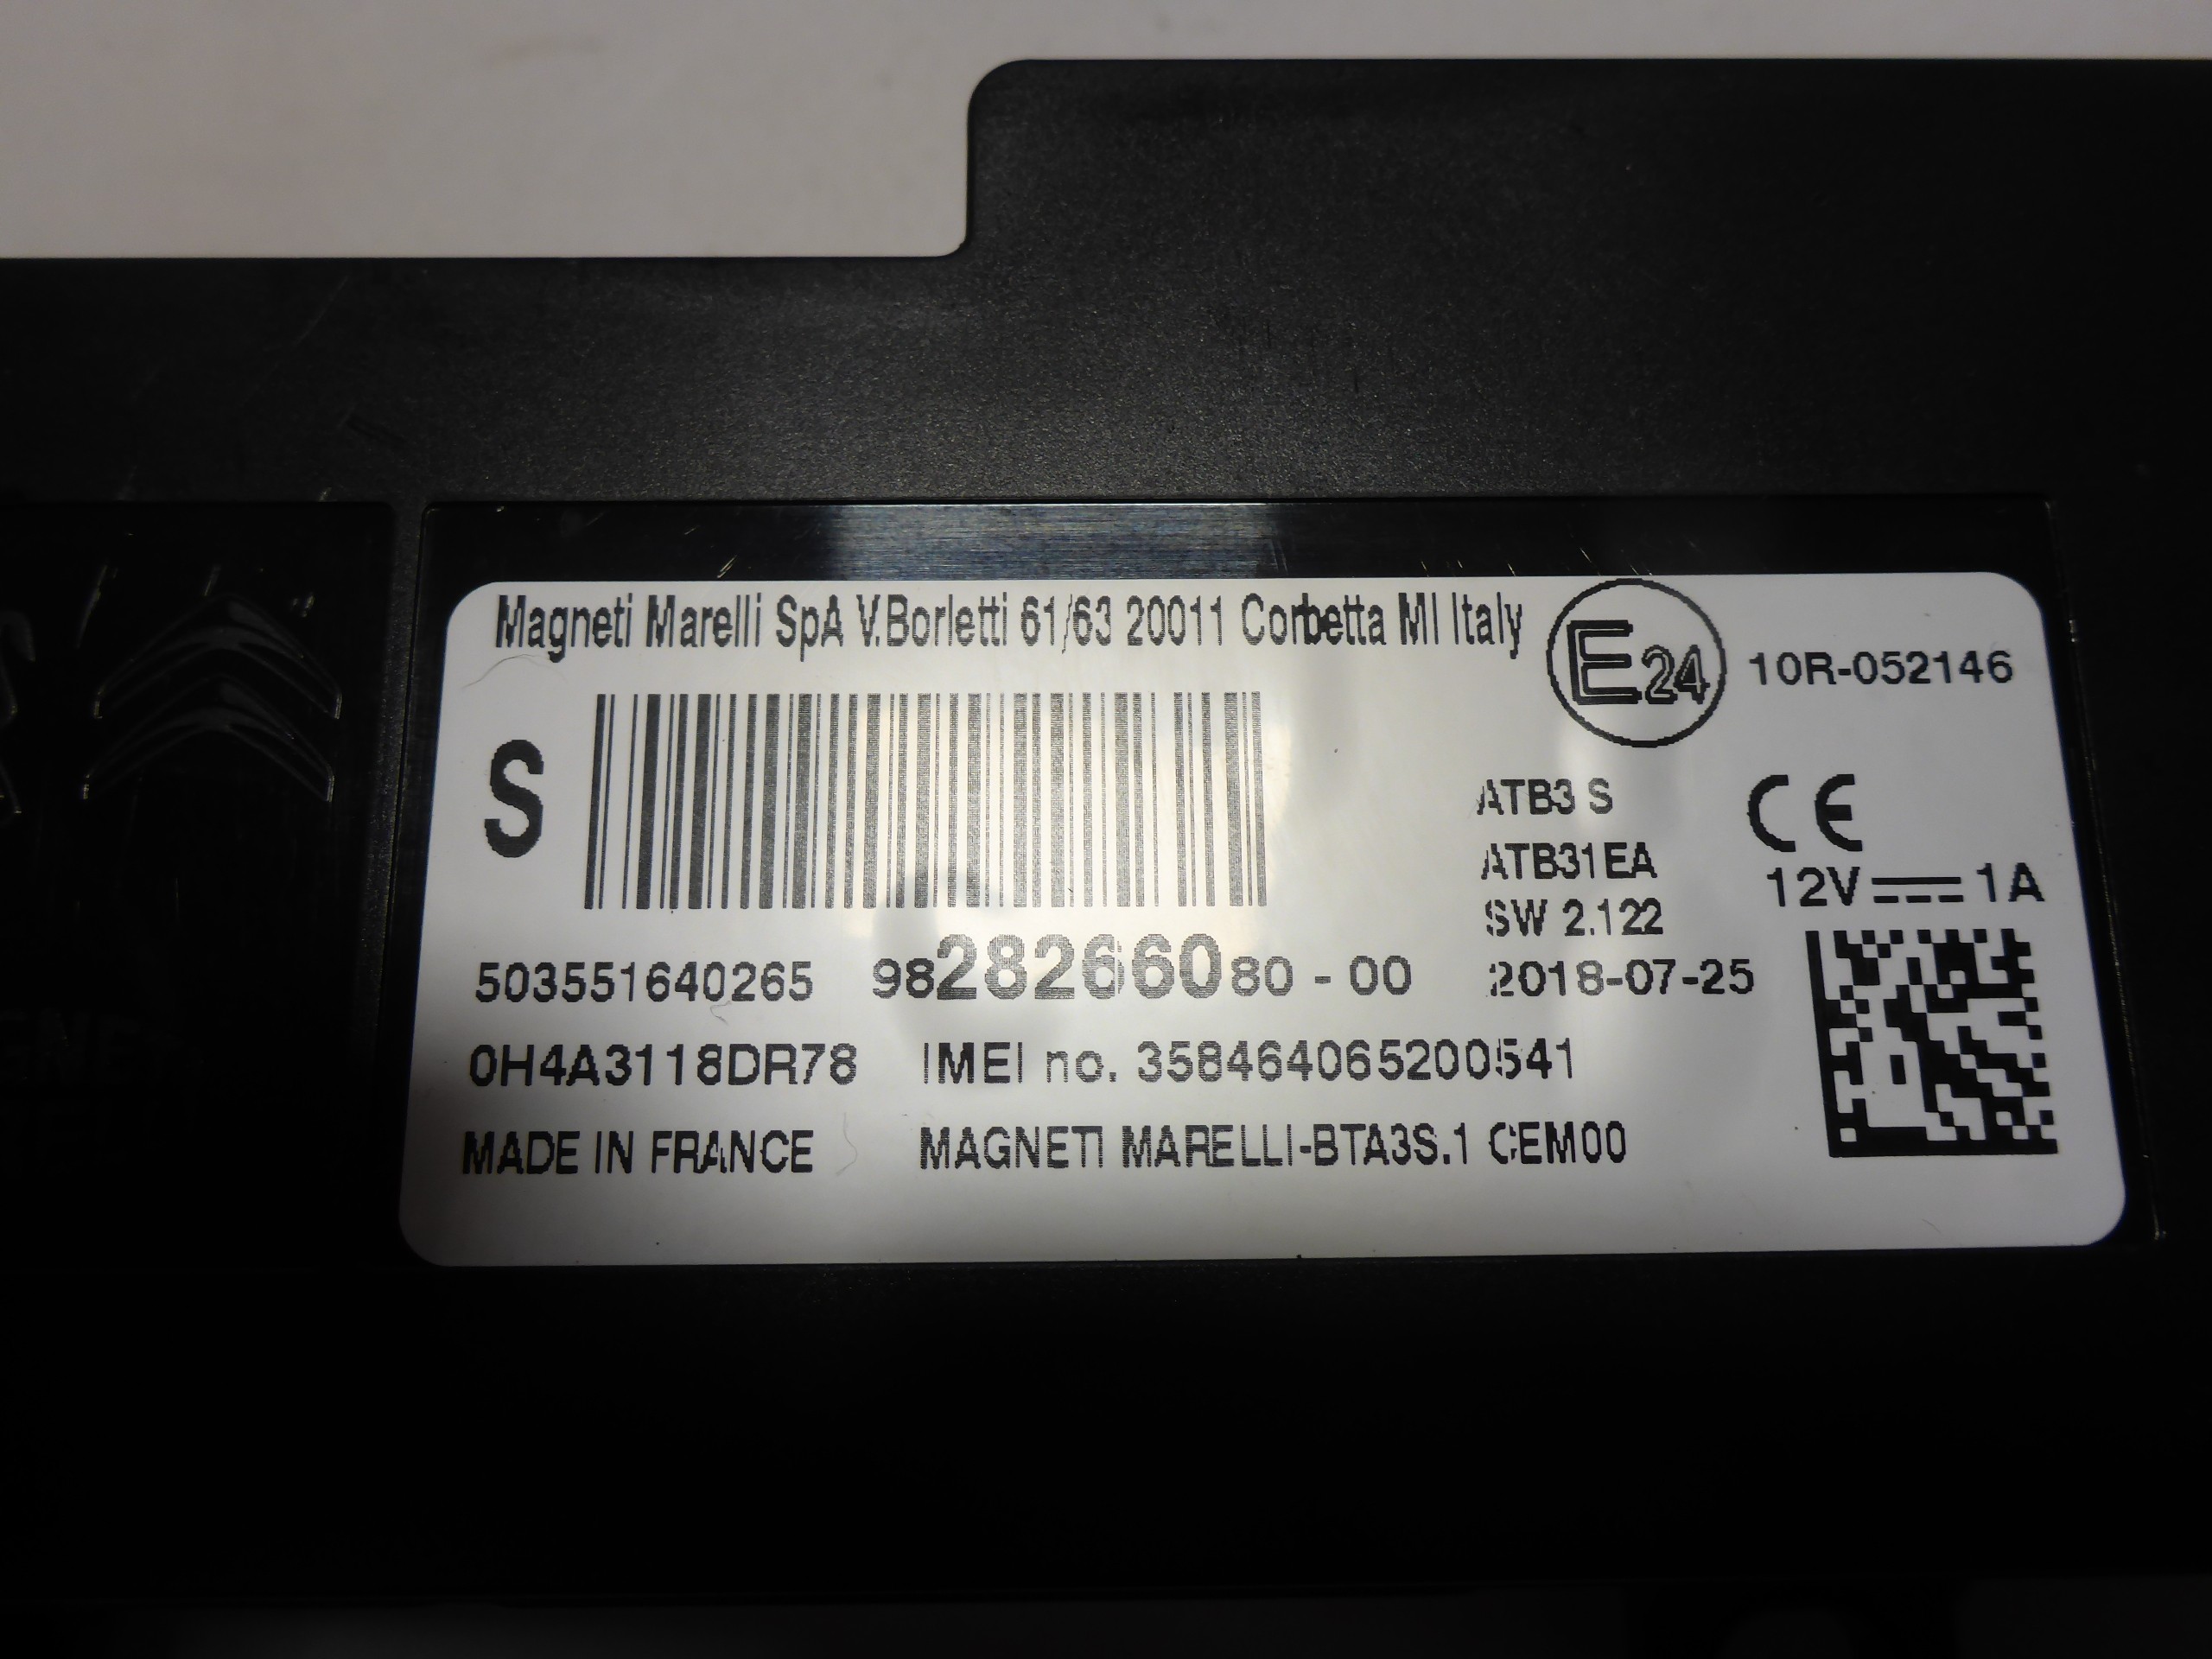 Magneti Marelli SpA V.Borletti 61/63 20011 Corbetta MI Italy
E24 10R-052146
S
ATB3 S
CE
ATB31EA
12V 1A
SW 2.122
503551640265 9828266080 - 00 2018-07-25
0H4A3118DR78 IMEI no. 358464065200541
MADE IN FRANCE MAGNETI MARELLI-BTA3S.1 CEM00